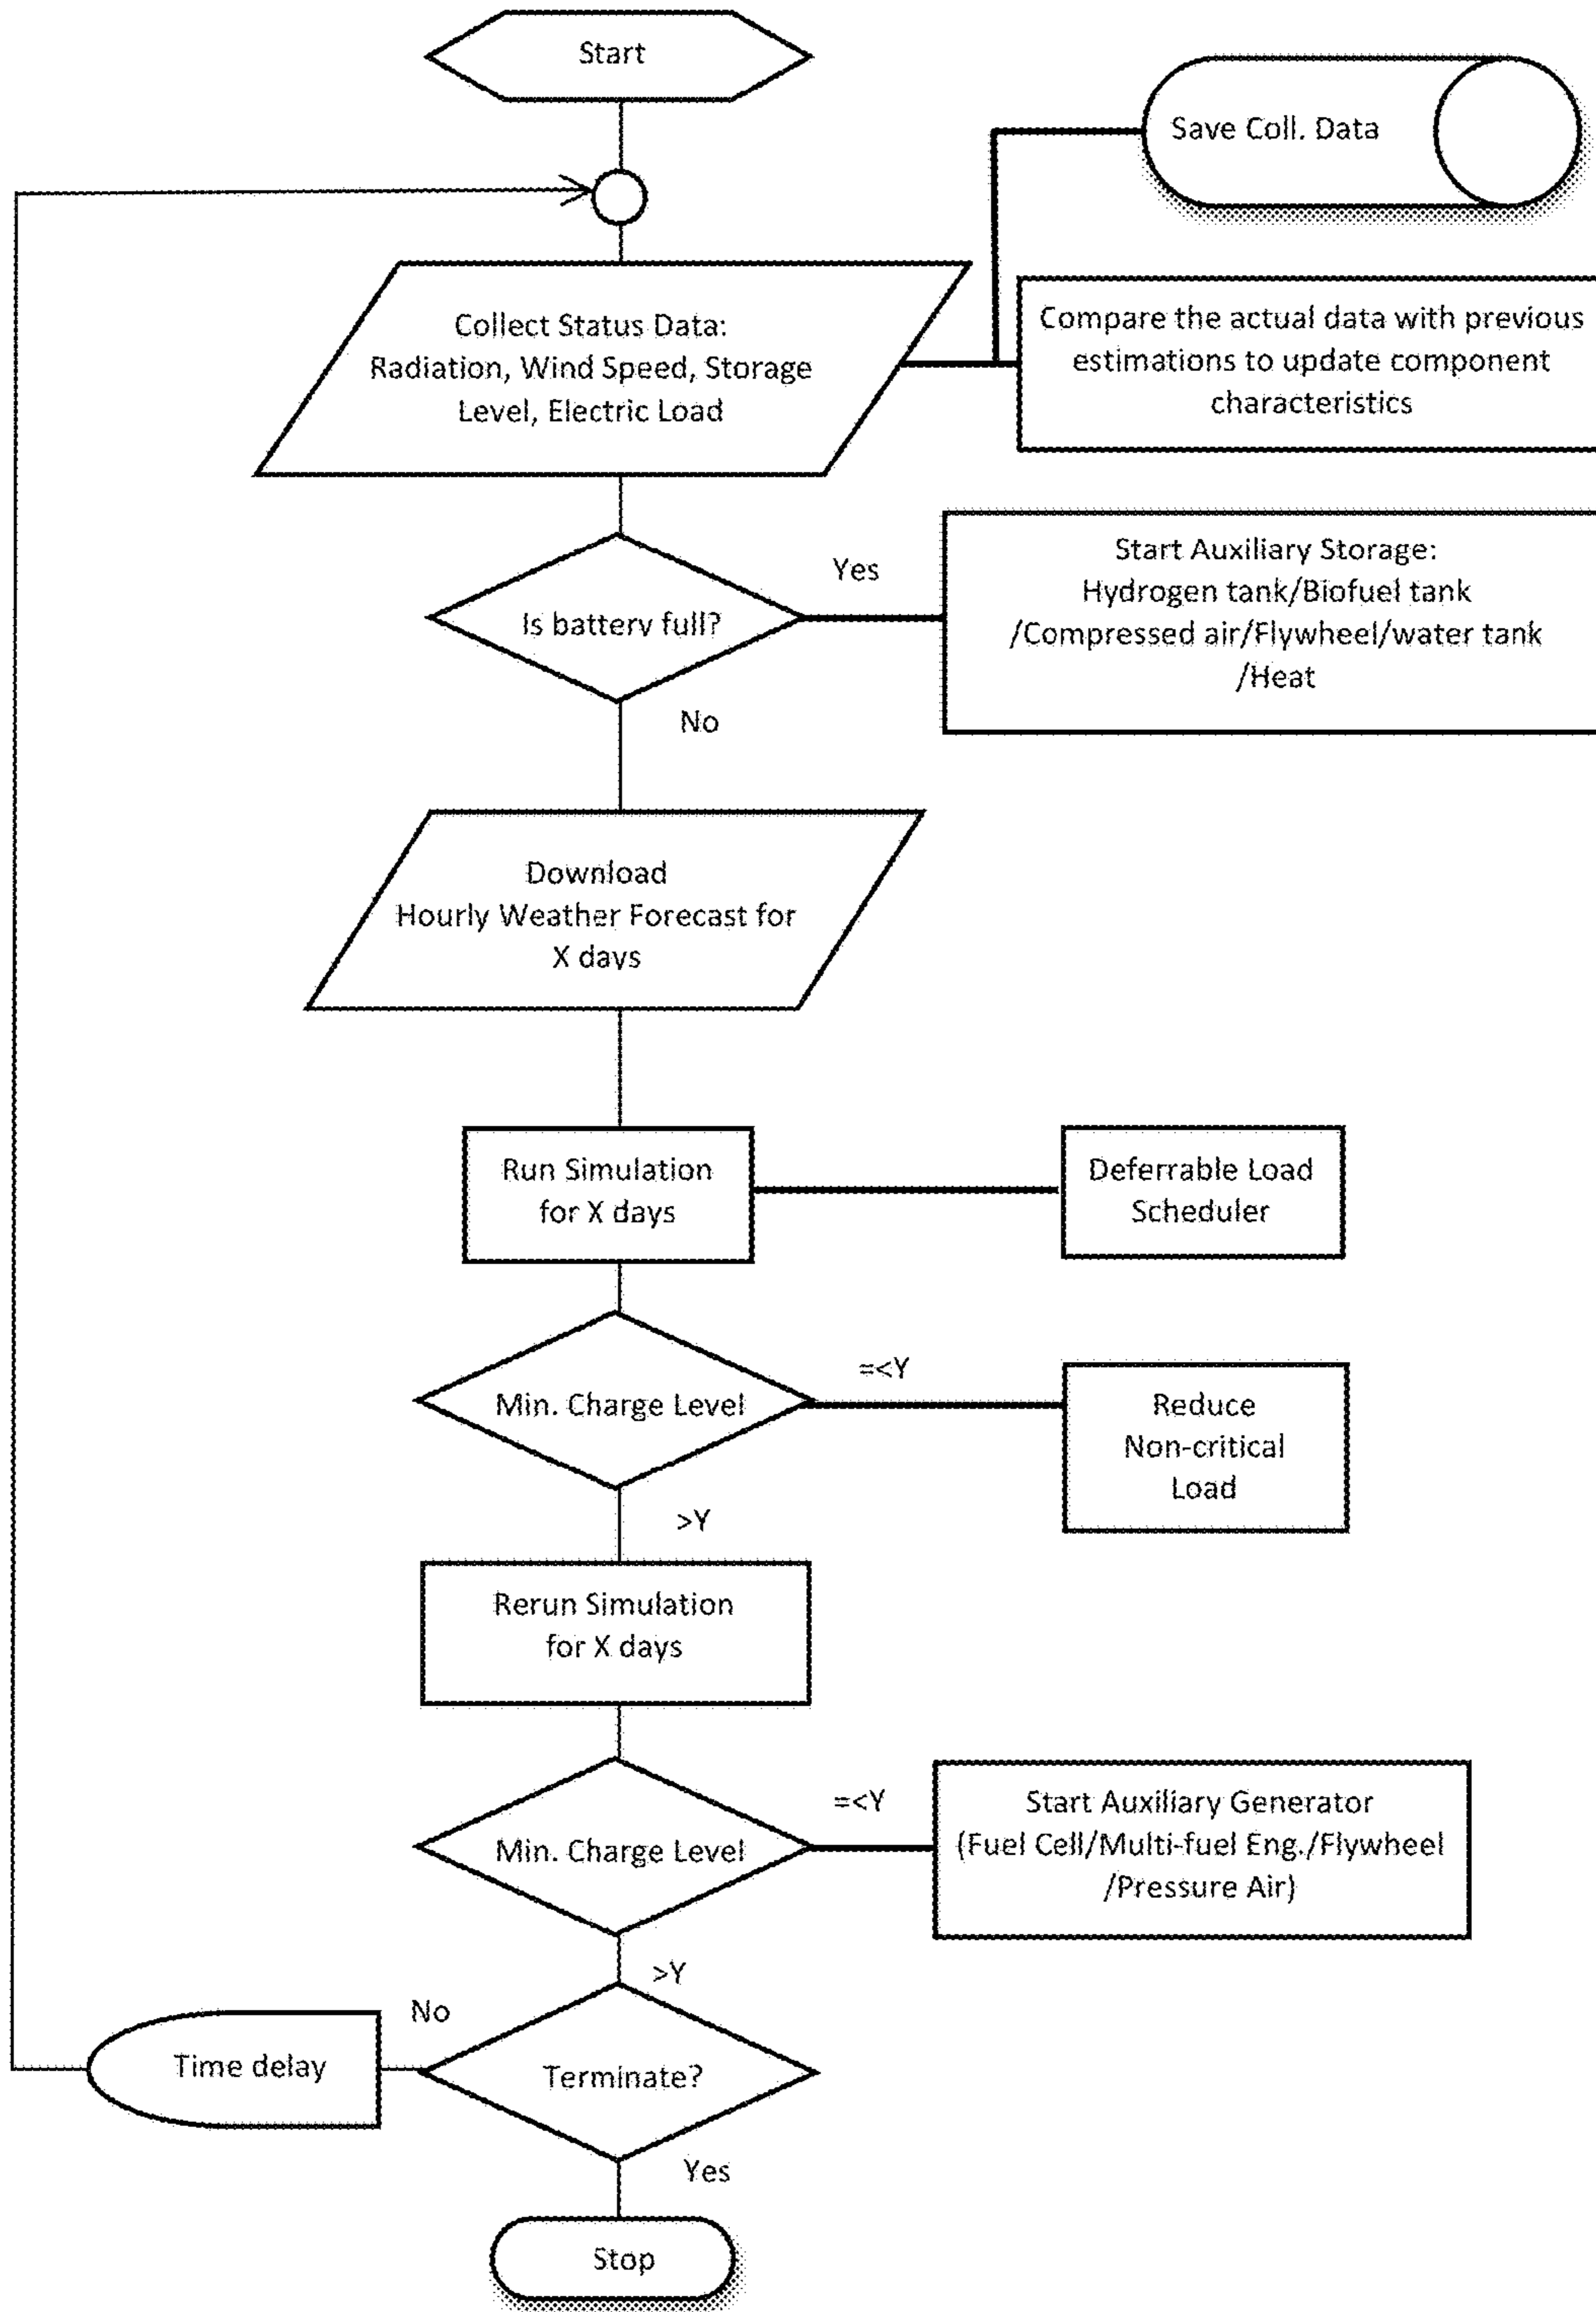 Start
Save Coll. Data
Collect Status Data:
Radiation, Wind Speed, Storage
Level, Electric Load
Compare the actual data with previous
estimations to update component
characteristics
Is battery full?
Yes
Start Auxiliary Storage:
Hydrogen tank/Biofuel tank
/Compressed air/Flywheel/water tank
/Heat
No
Download
Hourly Weather Forecast for
X days
Run Simulation
for X days
Deferrable Load
Scheduler
Min. Charge Level
=<Y
Reduce
Non-critical
Load
>Y
Rerun Simulation
for X days
Min. Charge Level
=<Y
Start Auxiliary Generator
(Fuel Cell/Multi-fuel Eng./Flywheel
/Pressure Air)
>Y
No
Time delay
Terminate?
Yes
Stop